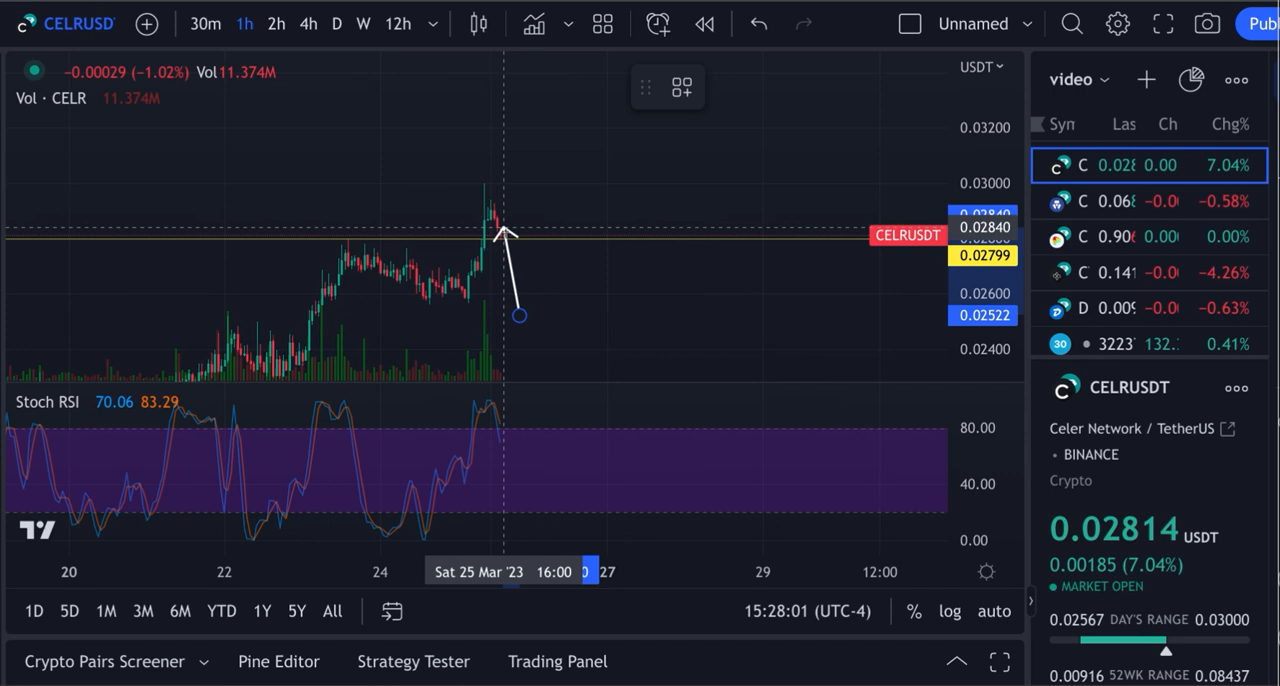 CELRUSD 30m 1h 2h 4h D W 12h Unnamed Pub
−0.00029 (−1.02%) Vol 11.374M
Vol · CELR 11.374M
USDT
0.03200
0.03000
0.02840
0.02840
CELRUSDT
0.02799
0.02600
0.02522
0.02400
Stoch RSI 70.06 83.29
80.00
40.00
0.00
20 22 24 Sat 25 Mar '23 16:00 27 29 12:00
1D 5D 1M 3M 6M YTD 1Y 5Y All 15:28:01 (UTC-4) % log auto
Crypto Pairs Screener Pine Editor Strategy Tester Trading Panel
video
Las Ch Chg%
C 0.028 0.00 7.04%
C 0.06 −0.0 −0.58%
C 0.90 0.00 0.00%
C 0.141 −0.0 −4.26%
D 0.009 −0.0 −0.63%
30 3223 132. 0.41%
CELRUSDT
Celer Network / TetherUS
BINANCE
Crypto
0.02814 USDT
0.00185 (7.04%)
MARKET OPEN
0.02567 DAY'S RANGE 0.03000
0.00916 52WK RANGE 0.08437